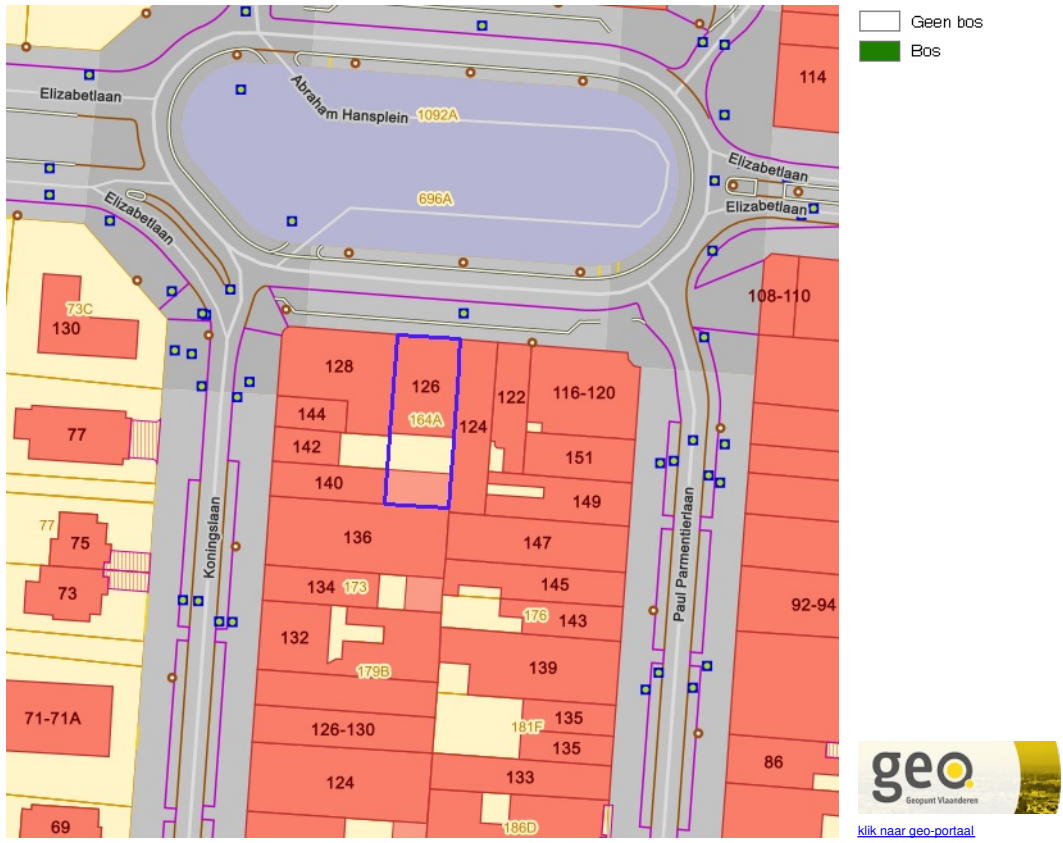 Geen bos
Bos
114
Elizabetlaan
Abraham Hansplein
1092A
Elizabetlaan
696A
Elizabetlaan
Elizabetlaan
108-110
73C
130
128
126
122
116-120
144
164A
124
77
142
151
140
149
Koningslaan
Paul Parmentierlaan
77
75
136
147
134
173
145
73
176
143
92-94
132
139
179B
71-71A
135
126-130
181F
135
86
124
133
69
186D
geo.
Geopunt Vlaanderen
klik naar geo-portaal